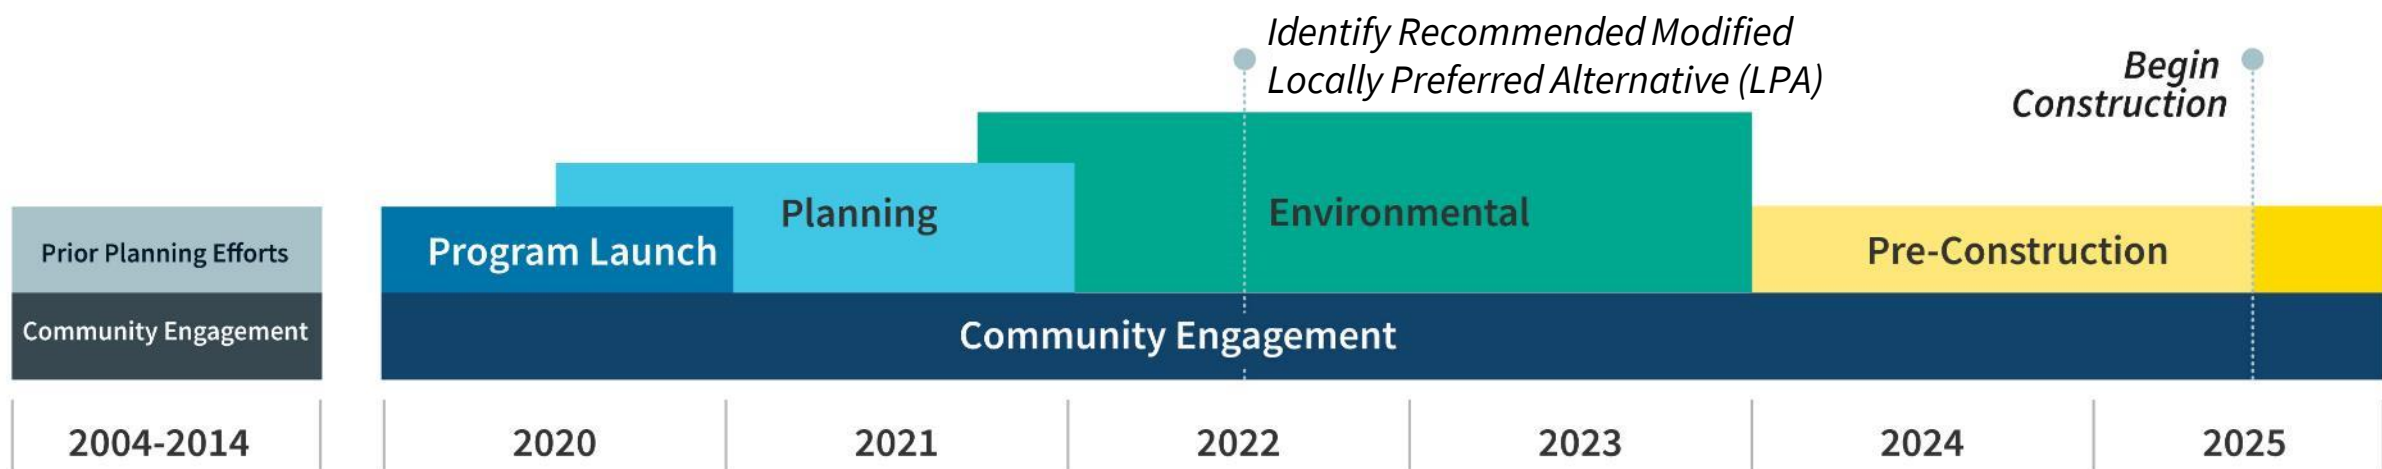 Identify Recommended Modified
Locally Preferred Alternative (LPA)
Begin
Construction
Prior Planning Efforts
Community Engagement
Program Launch
Planning
Environmental
Pre-Construction
Community Engagement
2004-2014
2020
2021
2022
2023
2024
2025